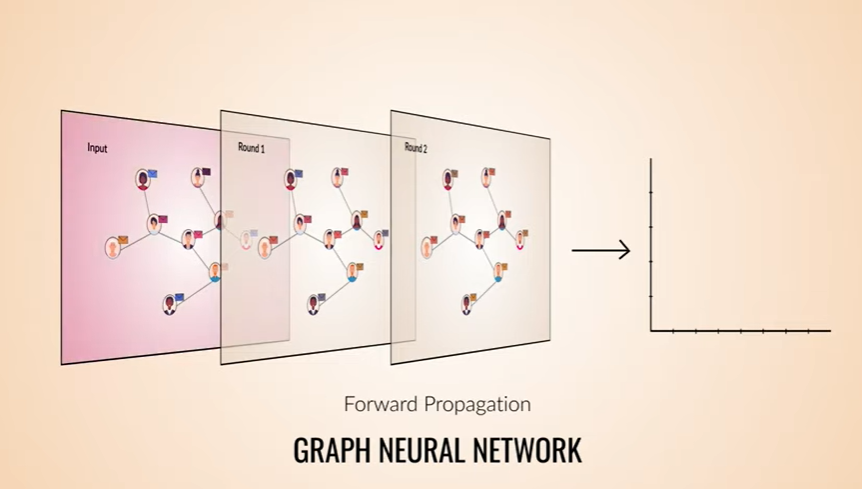 Input
Round 1
Round 2
Forward Propagation
GRAPH NEURAL NETWORK